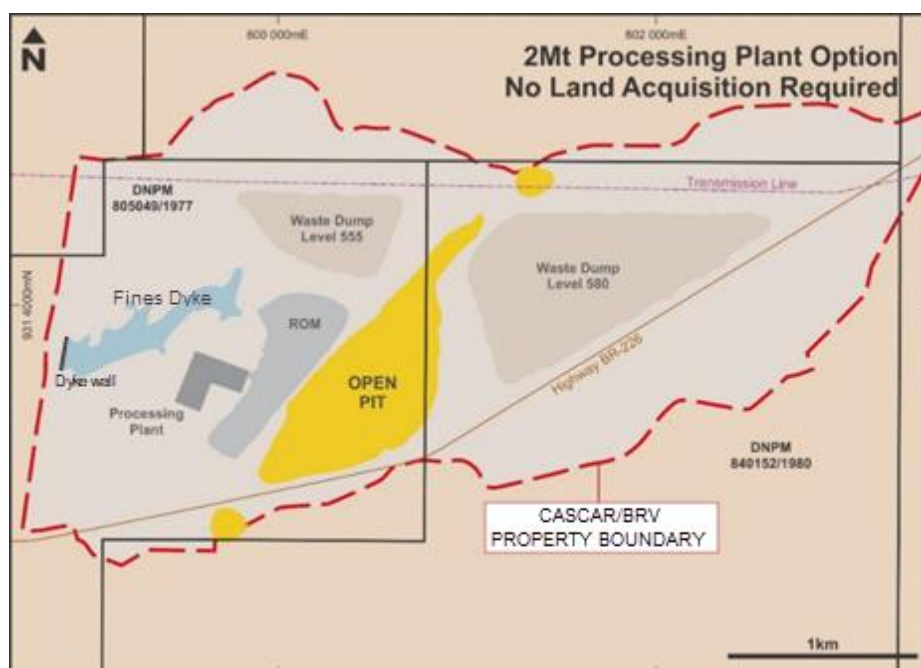 800 000mE
802 000mE
N
2Mt Processing Plant Option
No Land Acquisition Required
DNPM
805049/1977
Transmission Line
Waste Dump
Level 555
Waste Dump
Level 580
931 4000mN
Fines Dyke
ROM
Dyke wall
OPEN
PIT
Highway BR-226
Processing
Plant
DNPM
840152/1980
CASCAR/BRV
PROPERTY BOUNDARY
1km